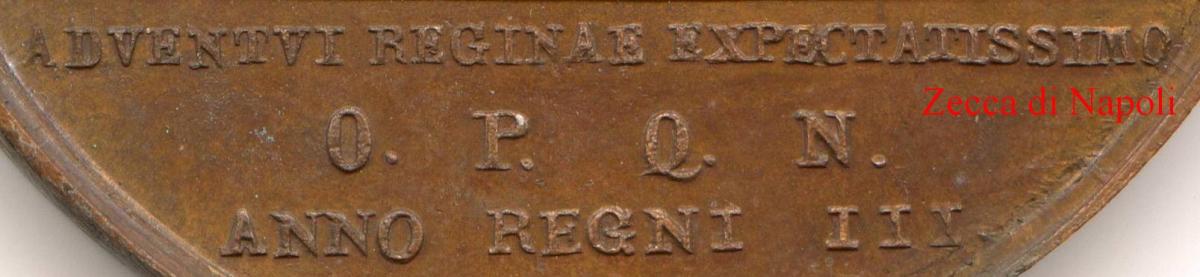 ADVENTVI REGINAE EXPECTATISSIMO
Zecca di Napoli
O. P. Q. N.
ANNO REGNI III